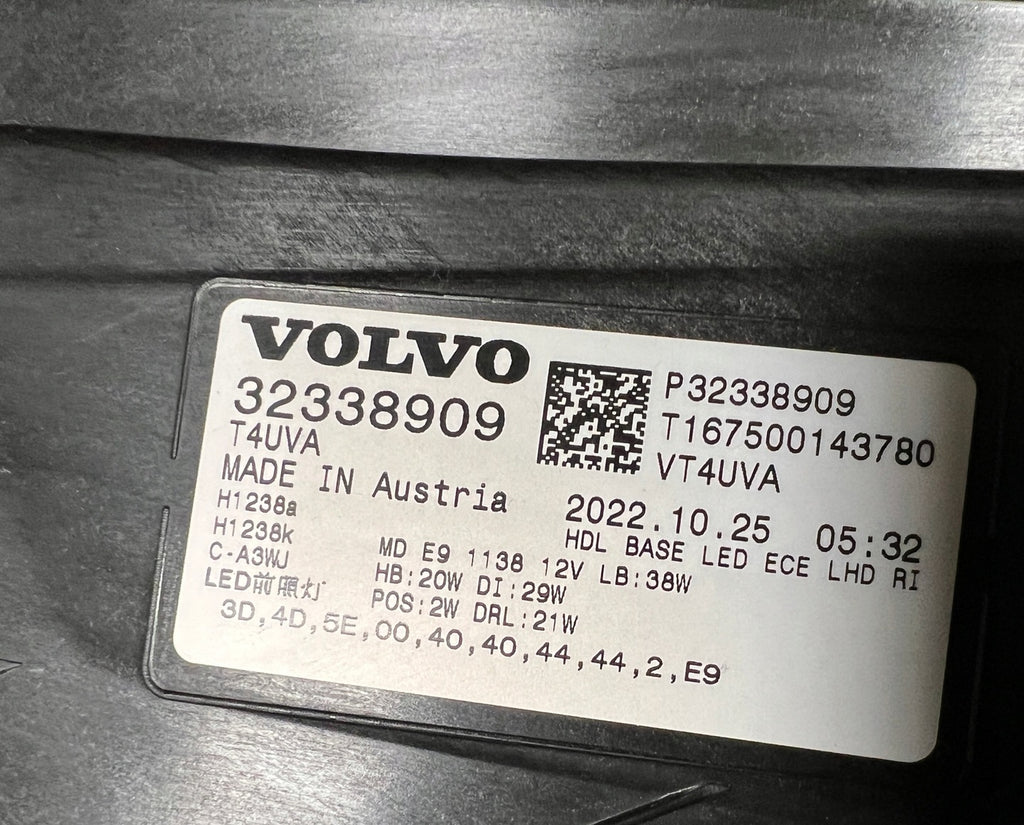 VOLVO
32338909
T4UVA
MADE IN Austria
P32338909
T167500143780
VT4UVA
2022.10.25 05:32
HDL BASE LED ECE LHD RI
H1238a
H1238k
C-A3WJ
LED前照灯
MD E9 1138 12V LB:38W
HB:20W DI:29W
POS:2W DRL:21W
3D,4D,5E,00,40,40,44,44,2,E9